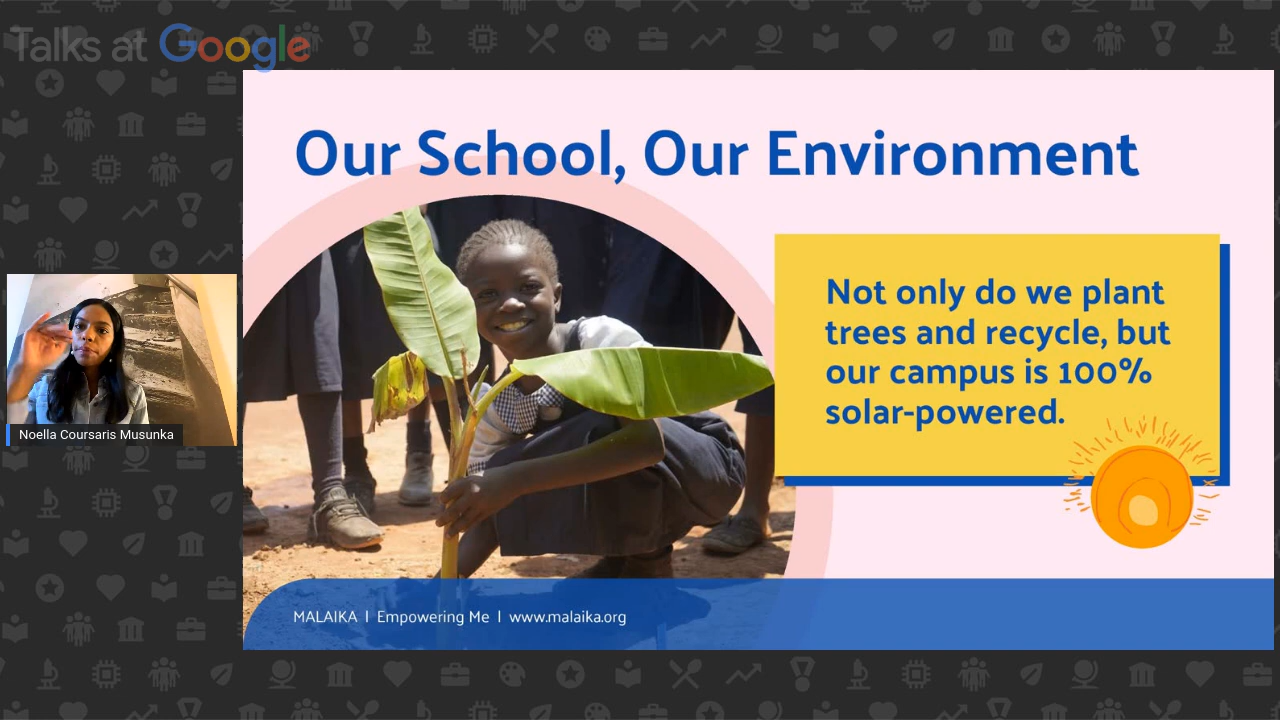 Talks at Google
Our School, Our Environment
Not only do we plant
trees and recycle, but
our campus is 100%
solar-powered.
Noella Coursaris Musunka
MALAIKA | Empowering Me | www.malaika.org